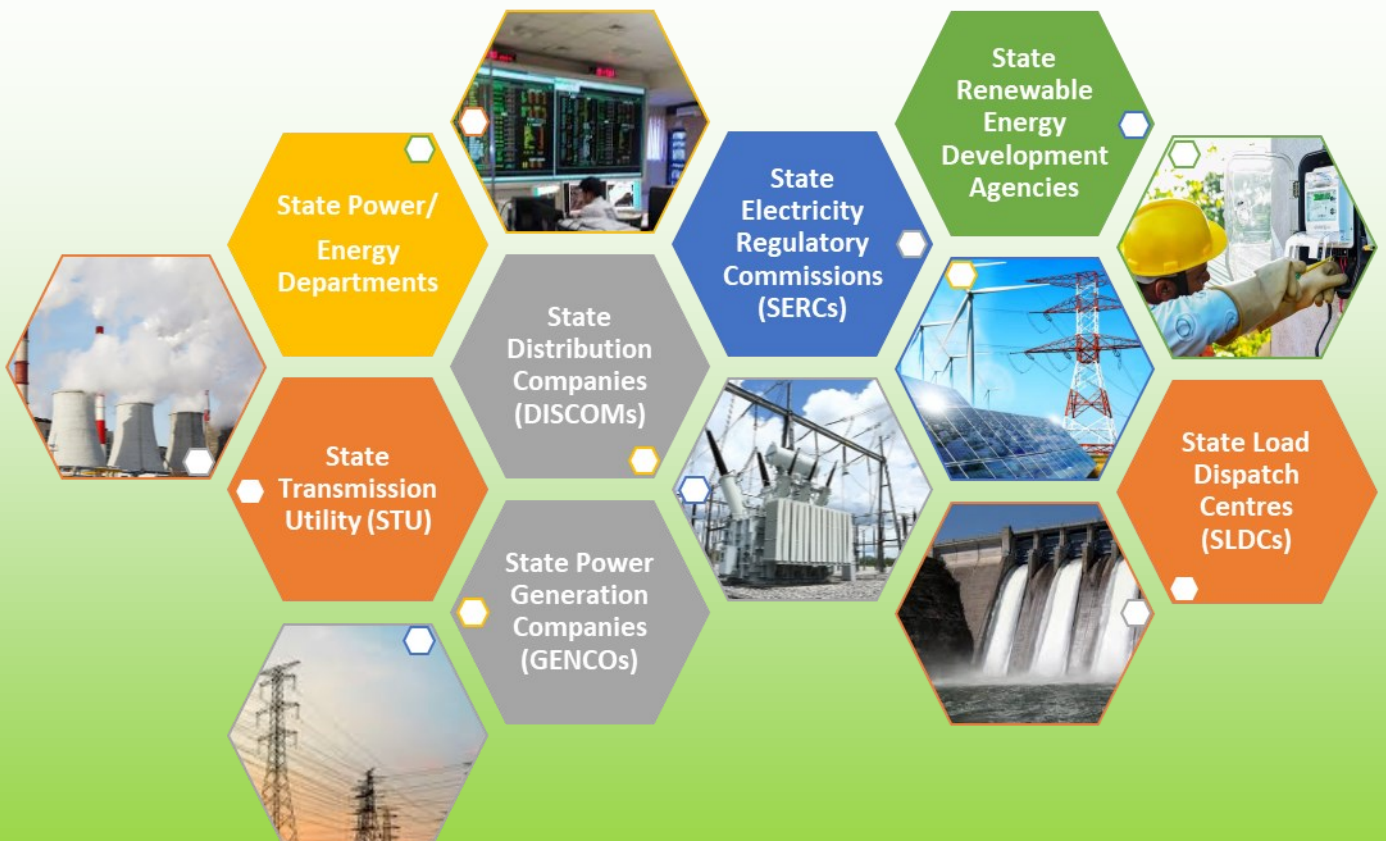 State Power/
Energy
Departments
State
Transmission
Utility (STU)
State
Distribution
Companies
(DISCOMs)
State Power
Generation
Companies
(GENCOs)
State
Electricity
Regulatory
Commissions
(SERCs)
State
Renewable
Energy
Development
Agencies
State Load
Dispatch
Centres
(SLDCs)